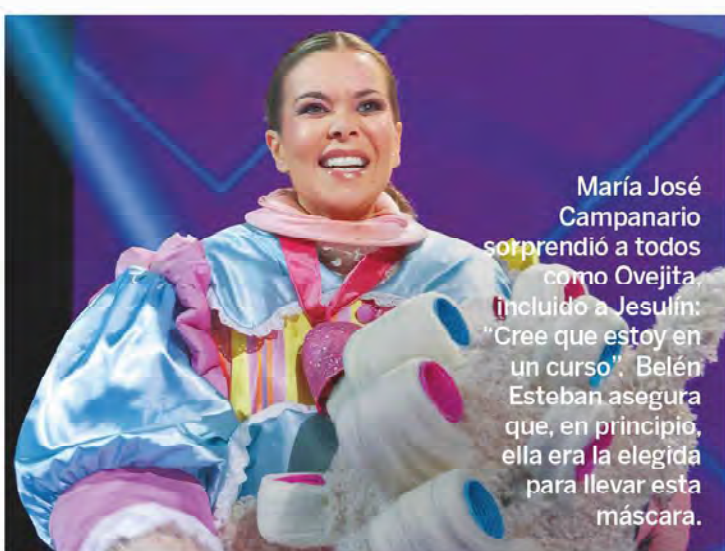 María José
Campanario
sorprendió a todos
como Ovejita,
incluido a Jesulín:
“Cree que estoy en
un curso”. Belén
Esteban asegura
que, en principio,
ella era la elegida
para llevar esta
máscara.